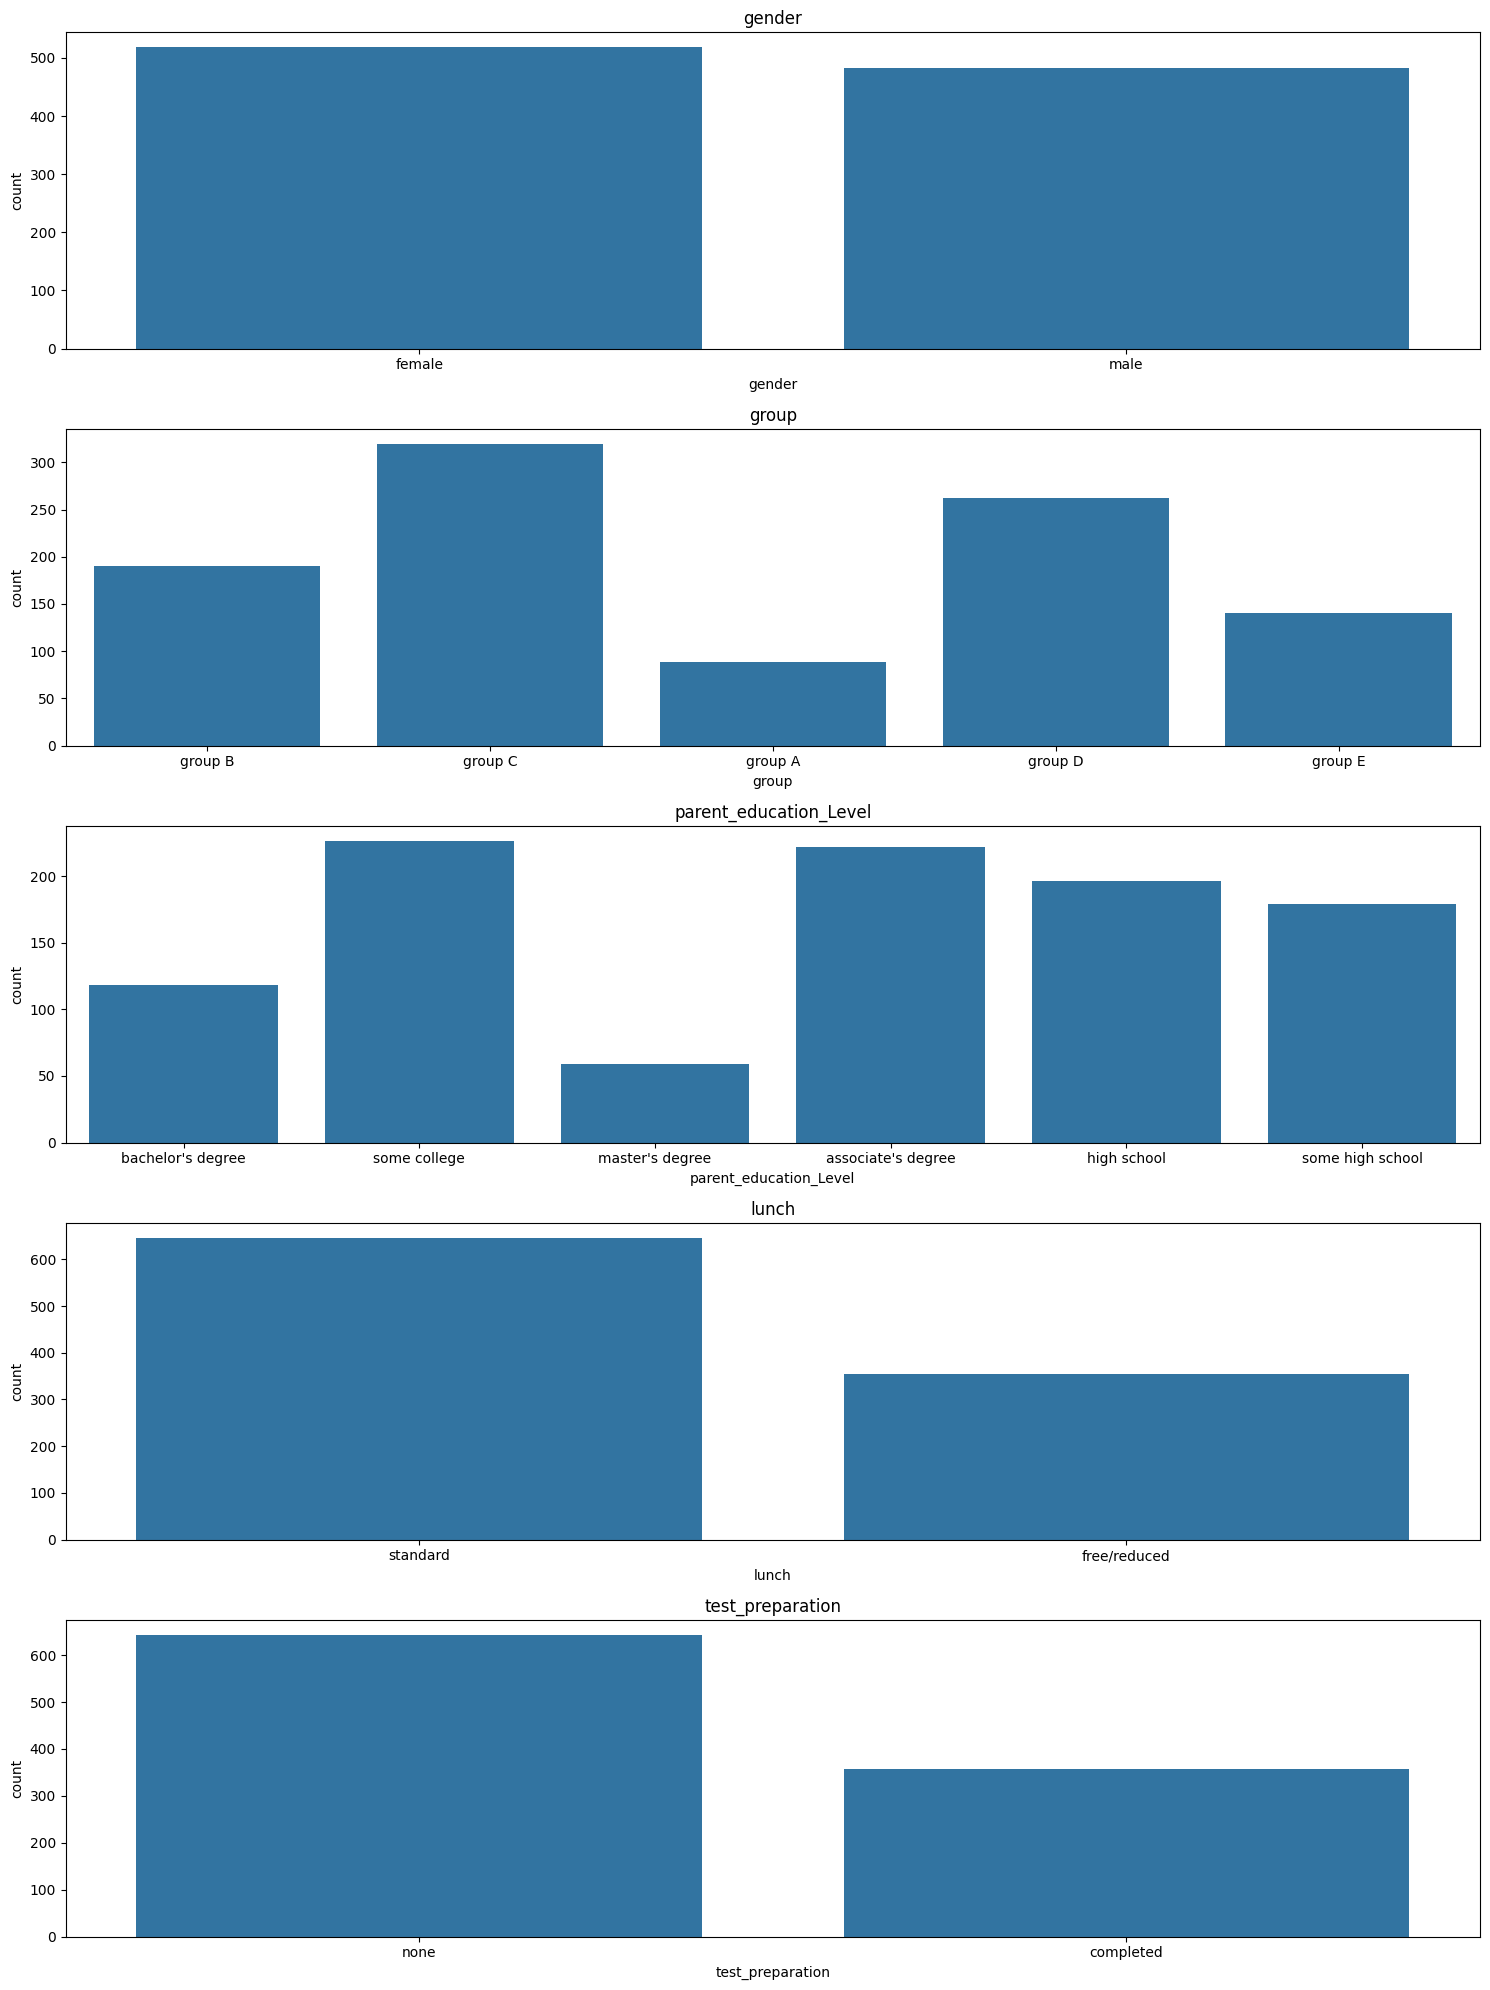 gender
500
400
300
200
100
0
count
female male
gender
group
300
250
200
150
100
50
0
count
group B group C group A group D group E
group
parent_education_Level
200
150
100
50
0
count
bachelor's degree some college master's degree associate's degree high school some high school
parent_education_Level
lunch
600
500
400
300
200
100
0
count
standard free/reduced
lunch
test_preparation
600
500
400
300
200
100
0
count
none completed
test_preparation